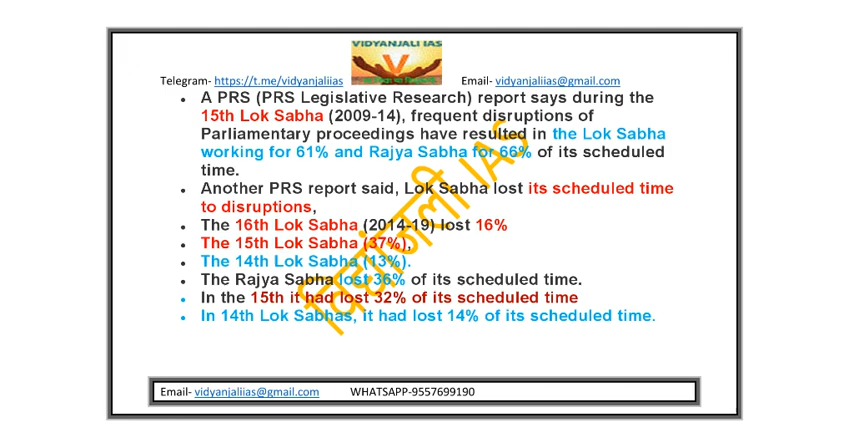 VIDYANJALI IAS
Telegram- https://t.me/vidyanjaliias Email- vidyanjaliias@gmail.com
• A PRS (PRS Legislative Research) report says during the
15th Lok Sabha (2009-14), frequent disruptions of
Parliamentary proceedings have resulted in the Lok Sabha
working for 61% and Rajya Sabha for 66% of its scheduled
time.
• Another PRS report said, Lok Sabha lost its scheduled time
to disruptions,
• The 16th Lok Sabha (2014-19) lost 16%
• The 15th Lok Sabha (37%),
• The 14th Lok Sabha (13%).
• The Rajya Sabha lost 36% of its scheduled time.
• In the 15th it had lost 32% of its scheduled time
• In 14th Lok Sabhas, it had lost 14% of its scheduled time.
विद्यांजली IAS
Email- vidyanjaliias@gmail.com WHATSAPP-9557699190